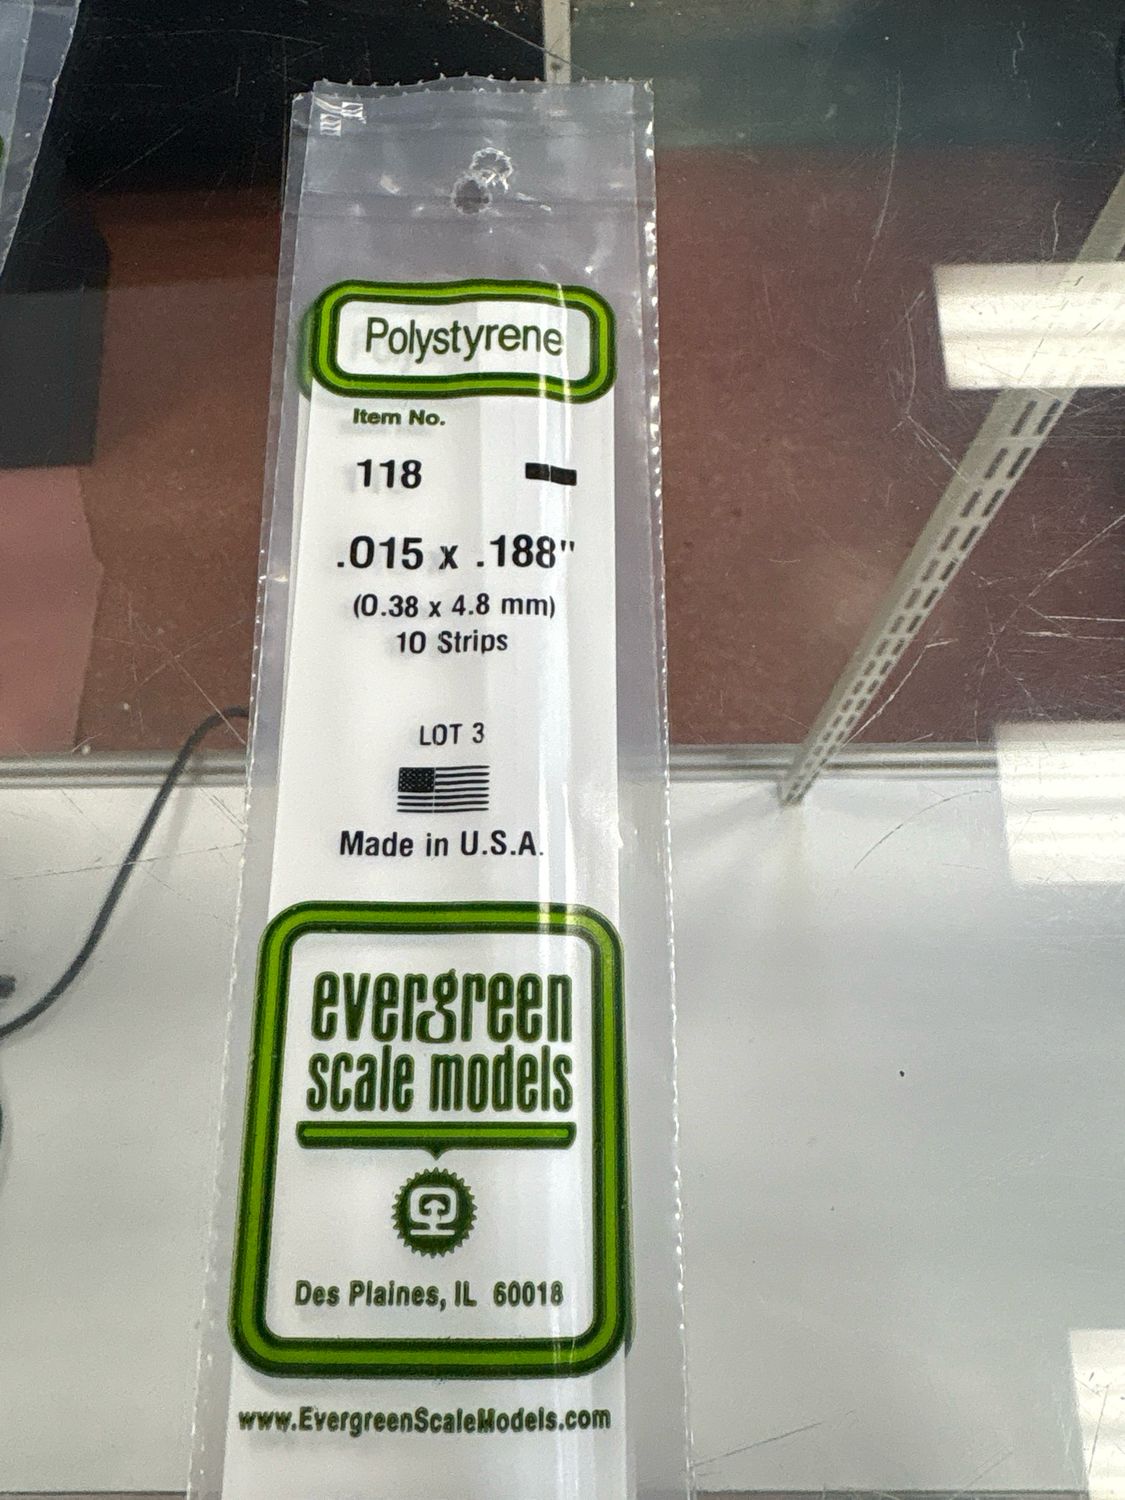 Polystyrene
Item No.
118
.015 x .188"
(0.38 x 4.8 mm)
10 Strips
LOT 3
Made in U.S.A.
evergreen
scale models
Des Plaines, IL 60018
www.EvergreenScaleModels.com